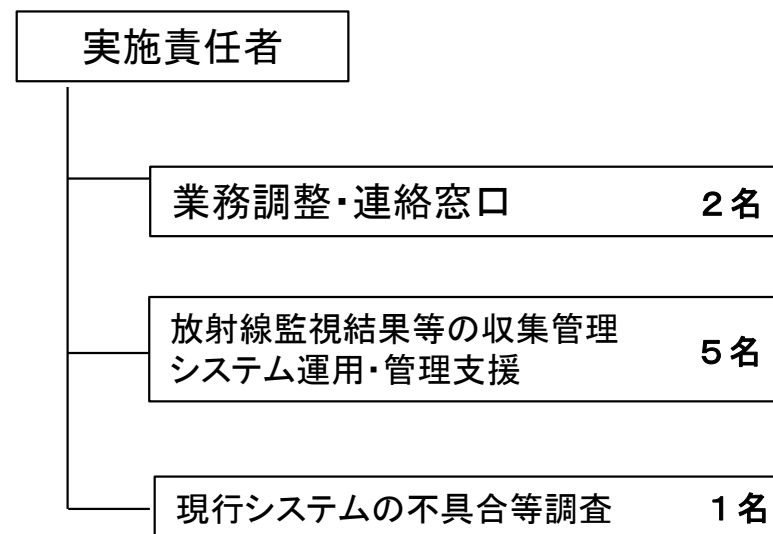 実施責任者
業務調整・連絡窓口 ２名
放射線監視結果等の収集管理
システム運用・管理支援 ５名
現行システムの不具合等調査 １名